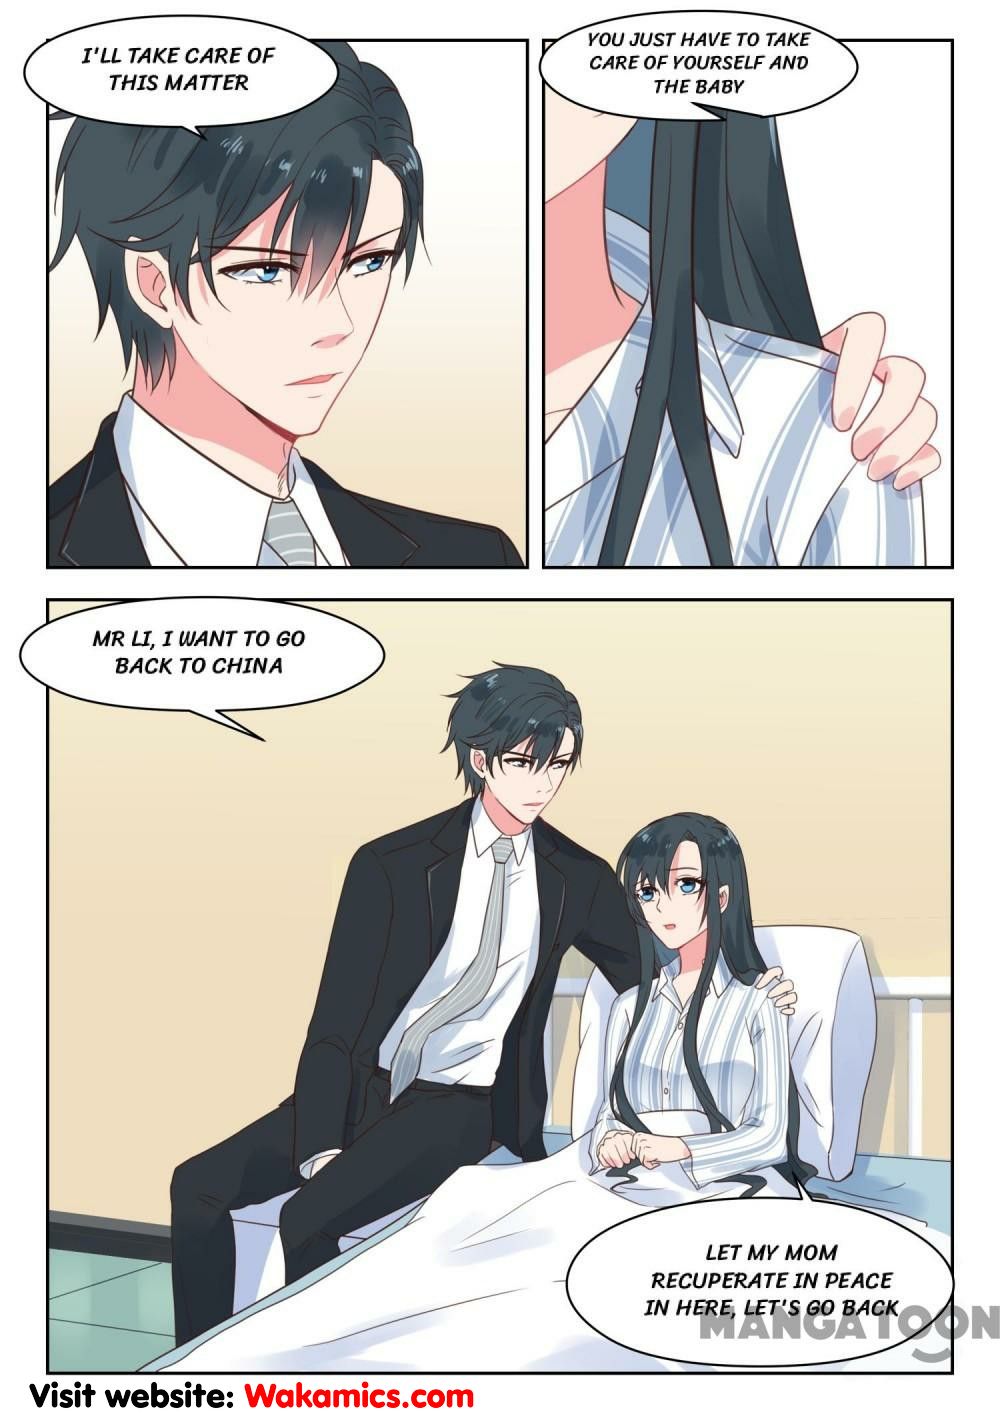 I'LL TAKE CARE OF
THIS MATTER
YOU JUST HAVE TO TAKE
CARE OF YOURSELF AND
THE BABY
MR LI, I WANT TO GO
BACK TO CHINA
LET MY MOM
RECUPERATE IN PEACE
IN HERE, LET'S GO BACK
MANGATOON
Visit website: Wakamics.com